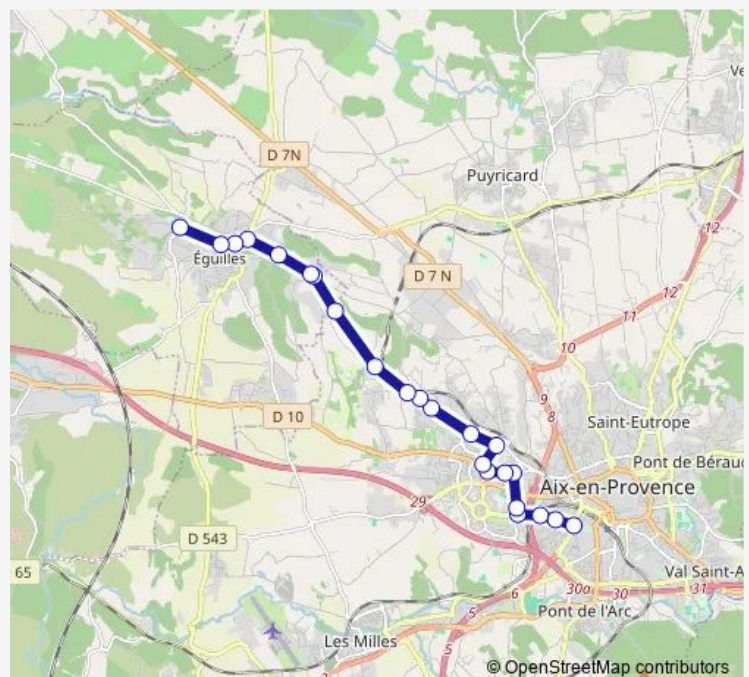 Ve
D 7N
Puyricard
12
Éguilles
D 7 N
12
11
10
9
8
D 10
Saint-Eutrope
Pont de Béraud
Aix-en-Provence
29
D 543
65
Val Saint-A
30a
30
31
6
5
Pont de l'Arc
Les Milles
5
© OpenStreetMap contributors